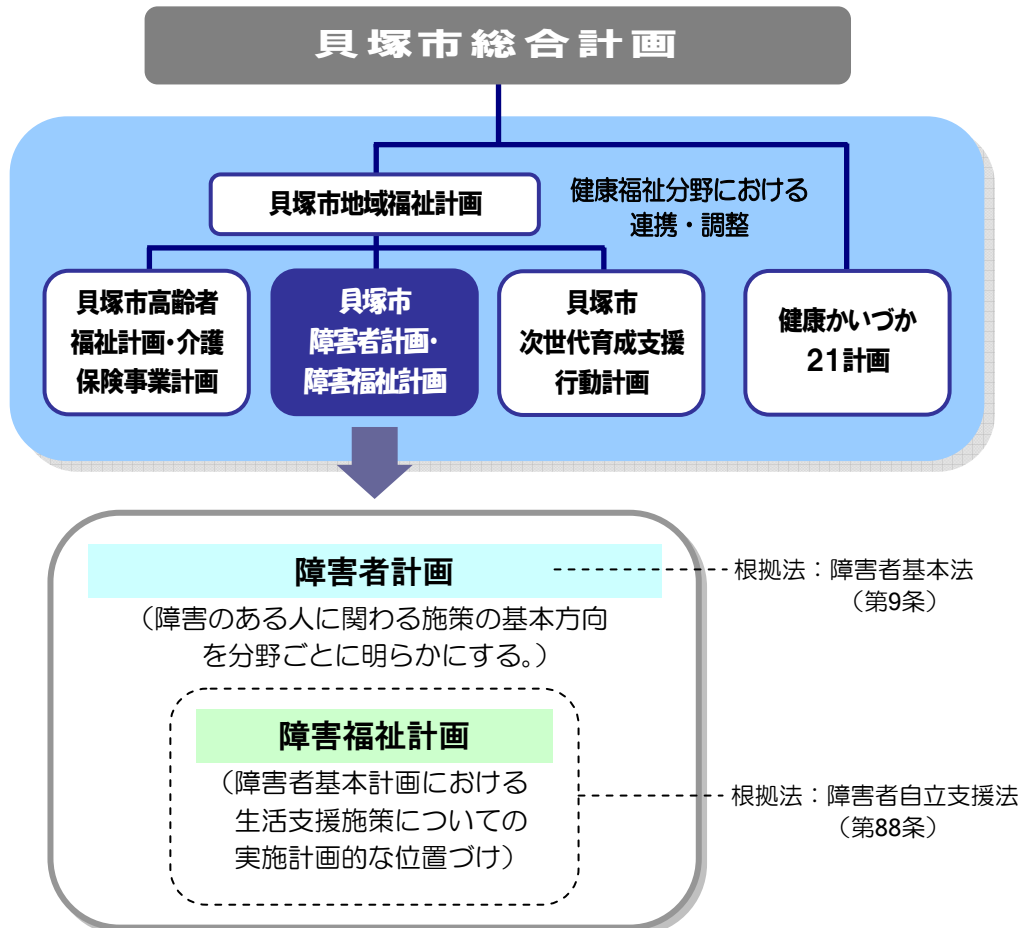 貝塚市総合計画
貝塚市地域福祉計画
健康福祉分野における
連携・調整
貝塚市高齢者
福祉計画・介護
保険事業計画
貝塚市
障害者計画・
障害福祉計画
貝塚市
次世代育成支援
行動計画
健康かいづか
21計画
障害者計画
（障害のある人に関わる施策の基本方向
を分野ごとに明らかにする。）
根拠法：障害者基本法
（第9条）
障害福祉計画
（障害者基本計画における
生活支援施策についての
実施計画的な位置づけ）
根拠法：障害者自立支援法
（第88条）